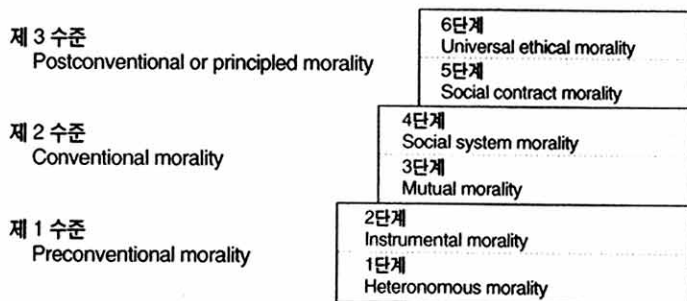 제 3 수준
Postconventional or principled morality
6단계
Universal ethical morality
5단계
Social contract morality
제 2 수준
Conventional morality
4단계
Social system morality
3단계
Mutual morality
제 1 수준
Preconventional morality
2단계
Instrumental morality
1단계
Heteronomous morality